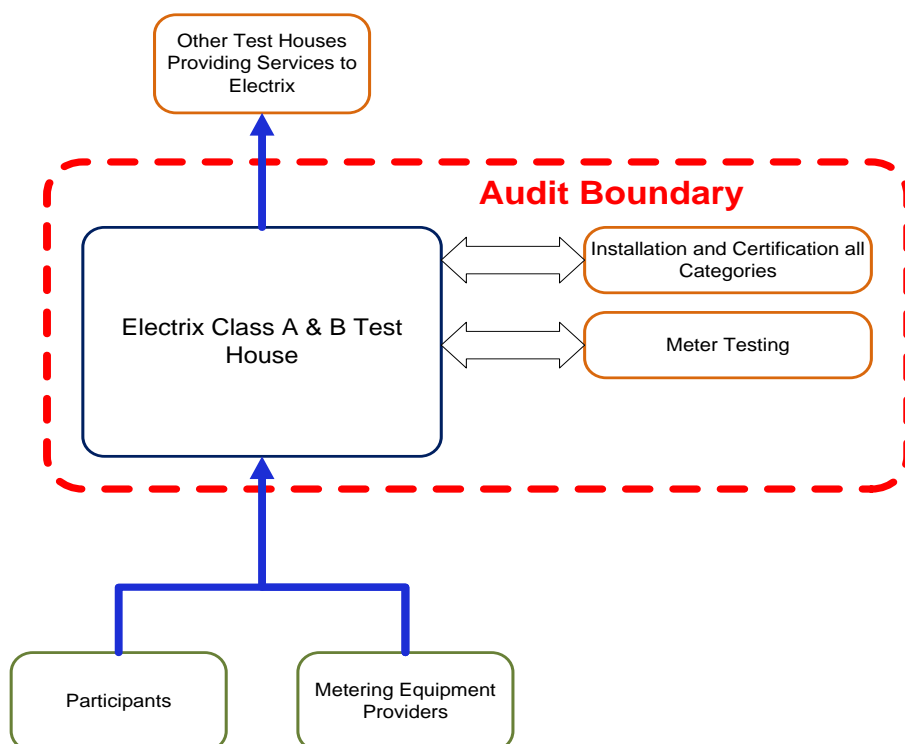 Other Test Houses
Providing Services to
Electrix
Audit Boundary
Installation and Certification all
Categories
Electrix Class A & B Test
House
Meter Testing
Participants
Metering Equipment
Providers